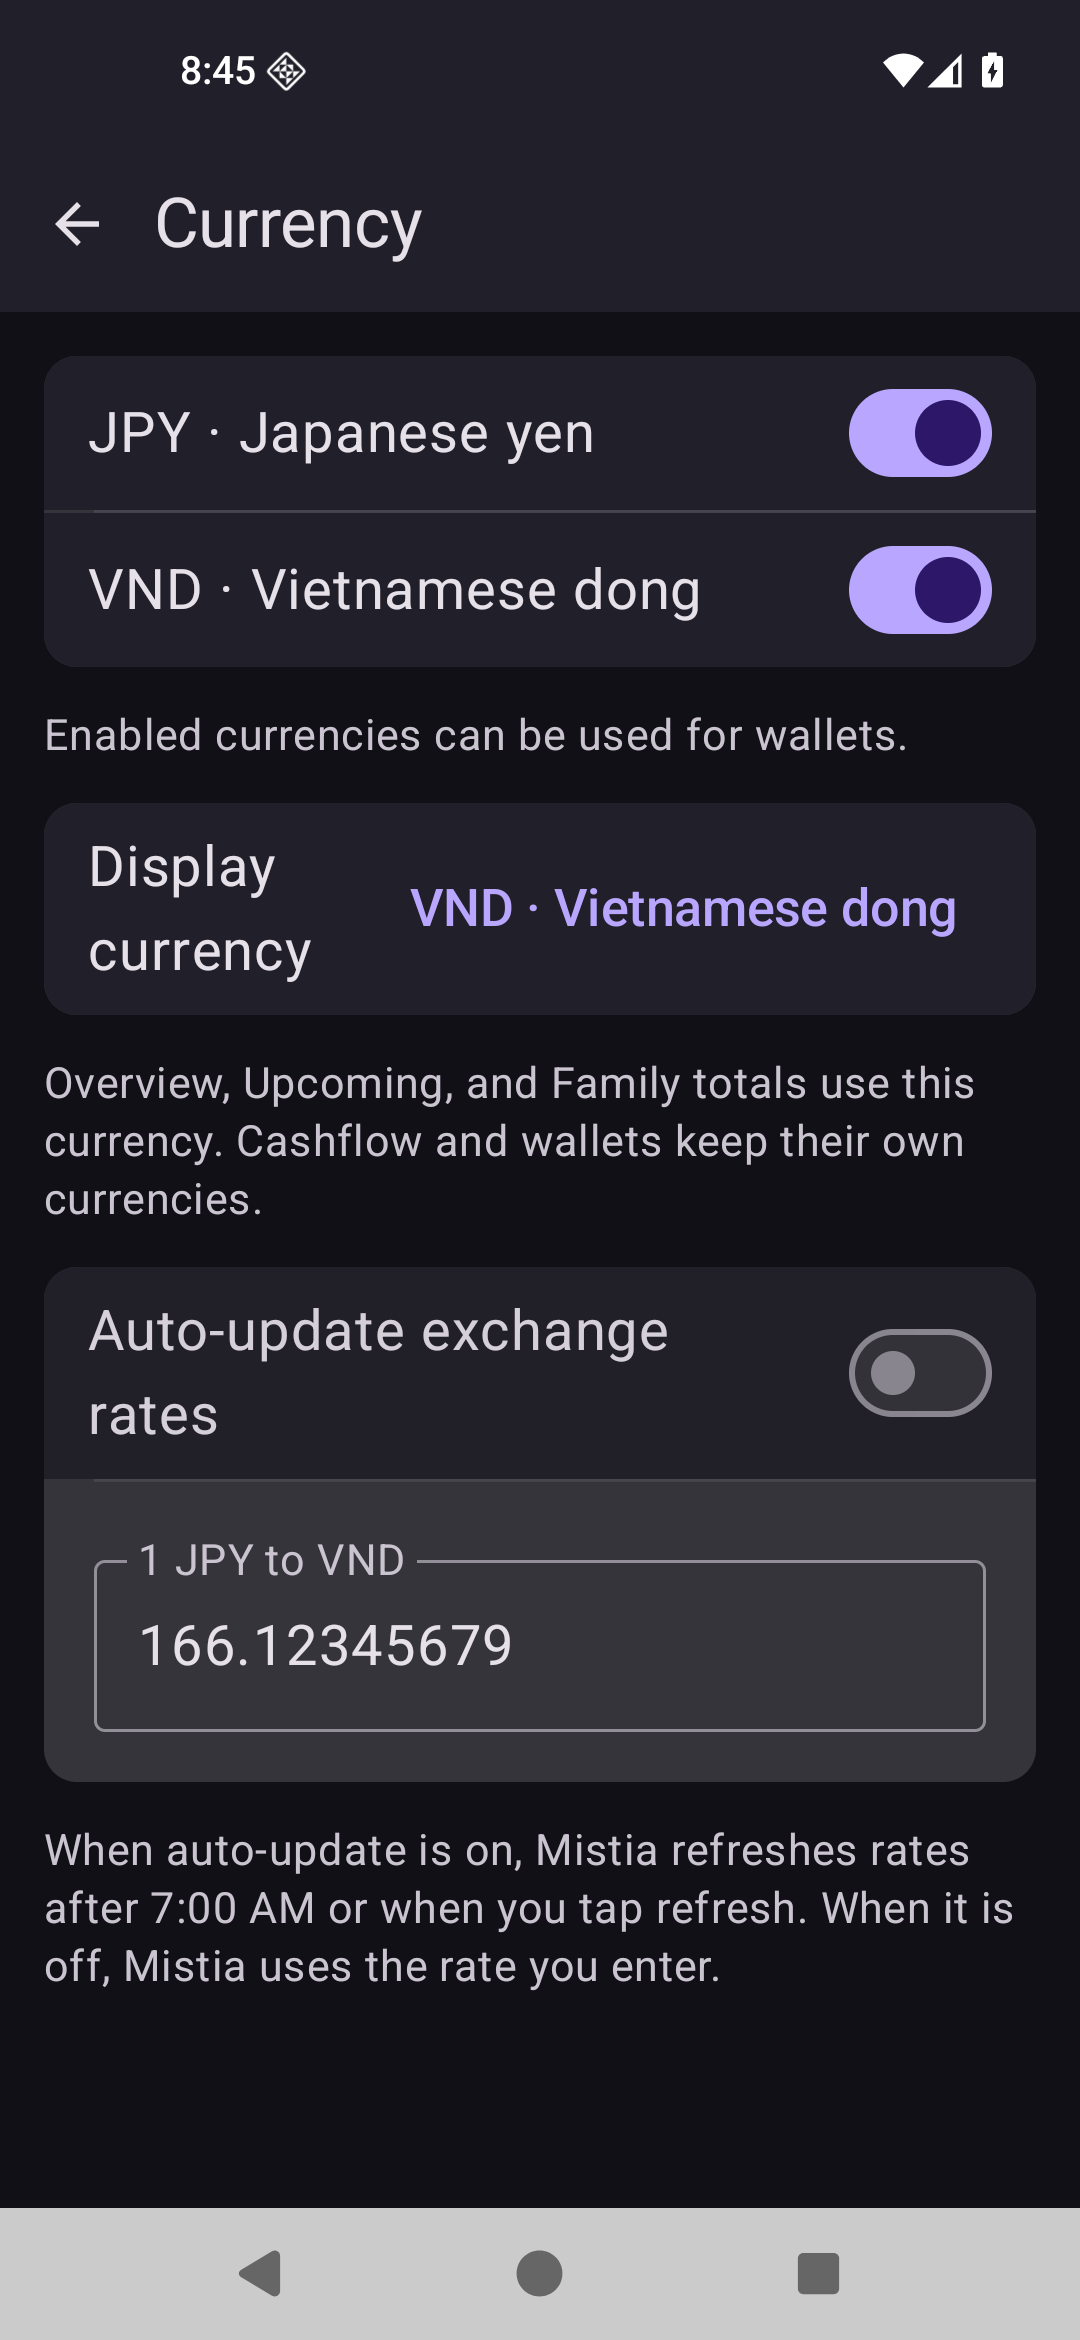 8:45
Currency
JPY · Japanese yen
VND · Vietnamese dong
Enabled currencies can be used for wallets.
Display
currency
VND · Vietnamese dong
Overview, Upcoming, and Family totals use this
currency. Cashflow and wallets keep their own
currencies.
Auto-update exchange
rates
1 JPY to VND
166.12345679
When auto-update is on, Mistia refreshes rates
after 7:00 AM or when you tap refresh. When it is
off, Mistia uses the rate you enter.